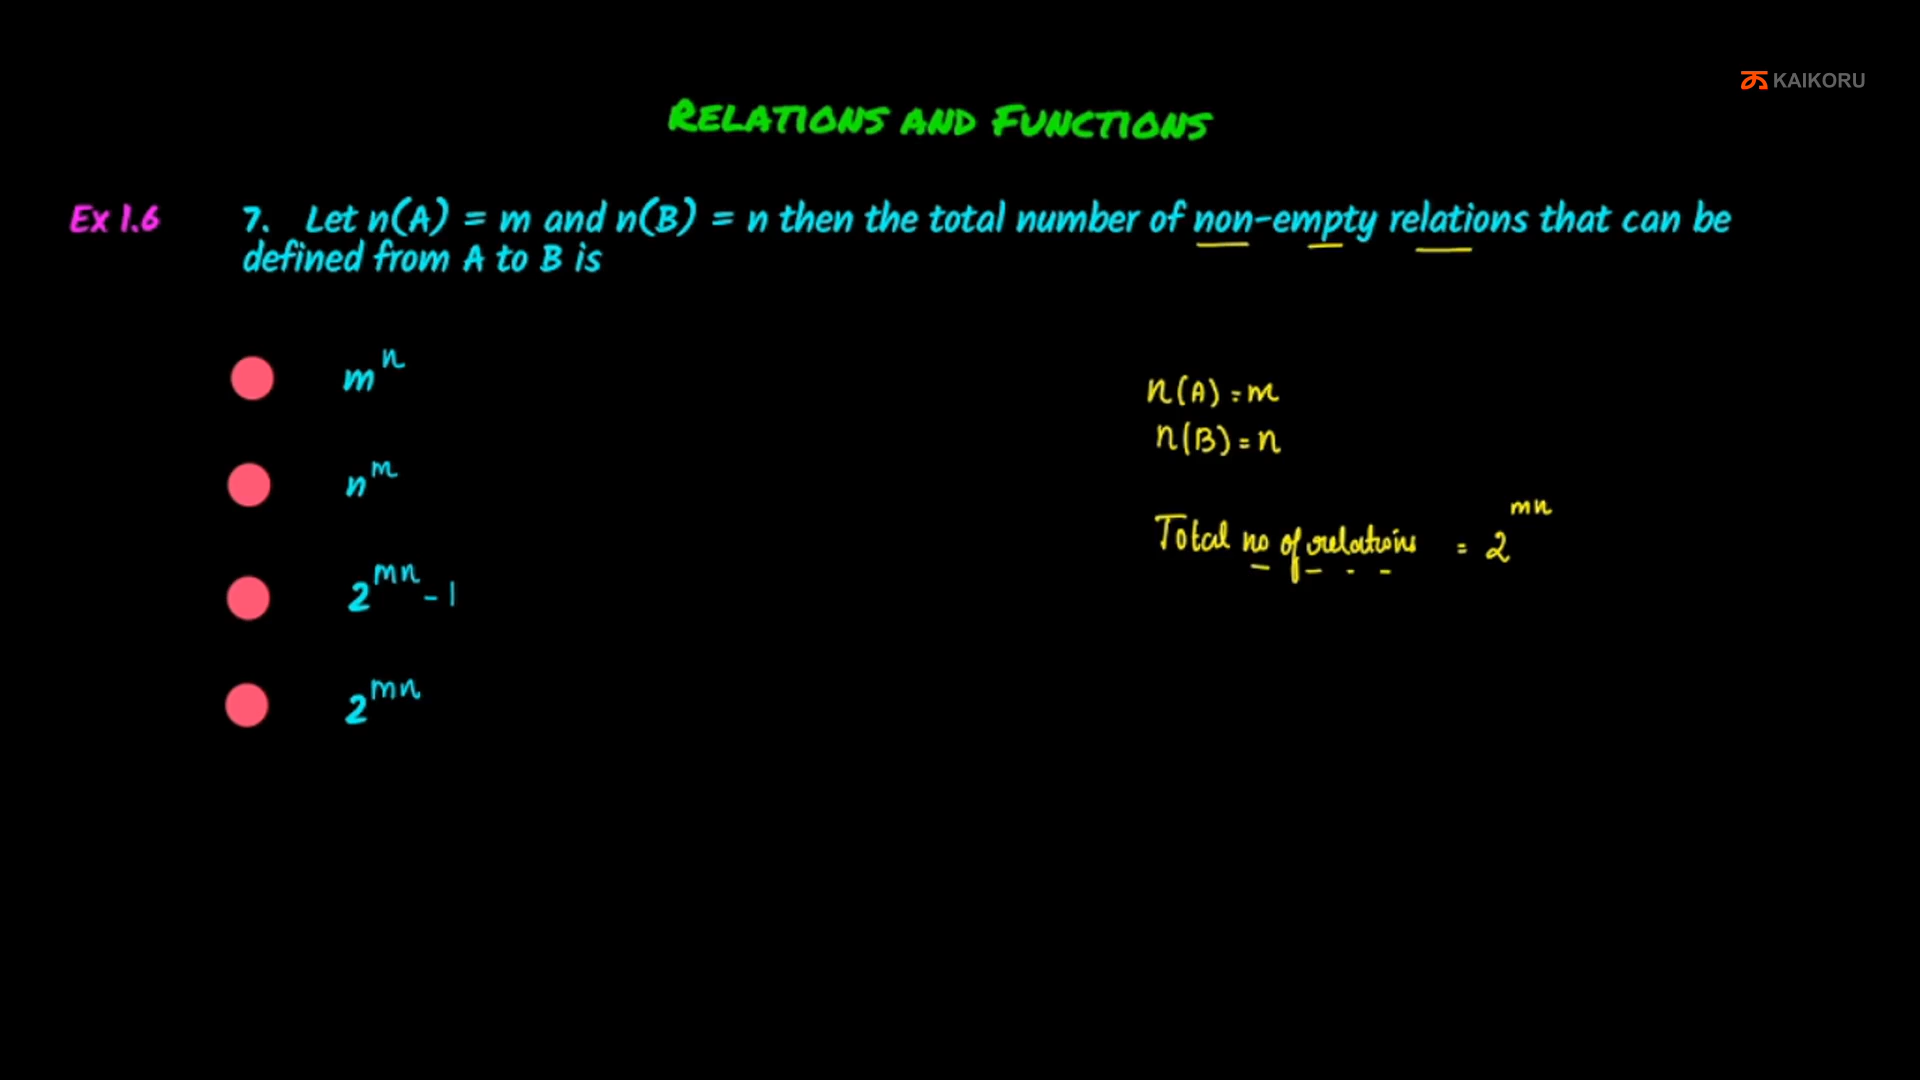 KAIKORU
RELATIONS AND FUNCTIONS
Ex 1.6
7. Let n(A) = m and n(B) = n then the total number of non-empty relations that can be
defined from A to B is
m^n
n^m
2^mn - 1
2^mn
n(A) = m
n(B) = n
Total no of relations = 2^mn